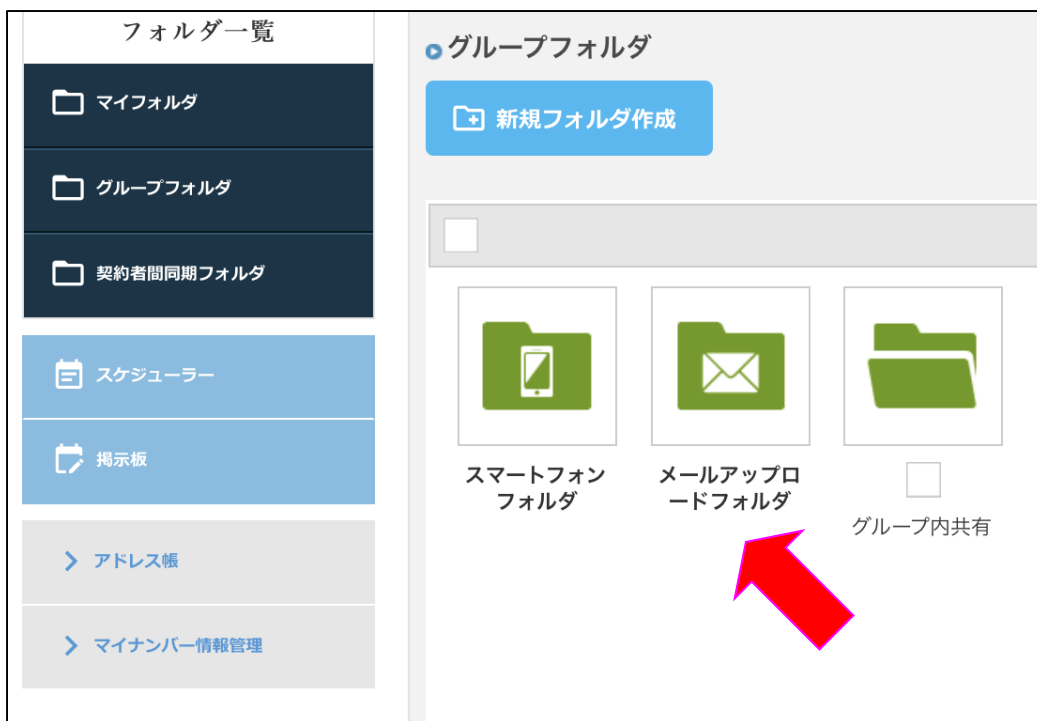 フォルダ一覧
マイフォルダ
グループフォルダ
契約者間同期フォルダ
スケジューラー
掲示板
アドレス帳
マイナンバー情報管理
グループフォルダ
新規フォルダ作成
スマートフォン
フォルダ
メールアップロ
ードフォルダ
グループ内共有